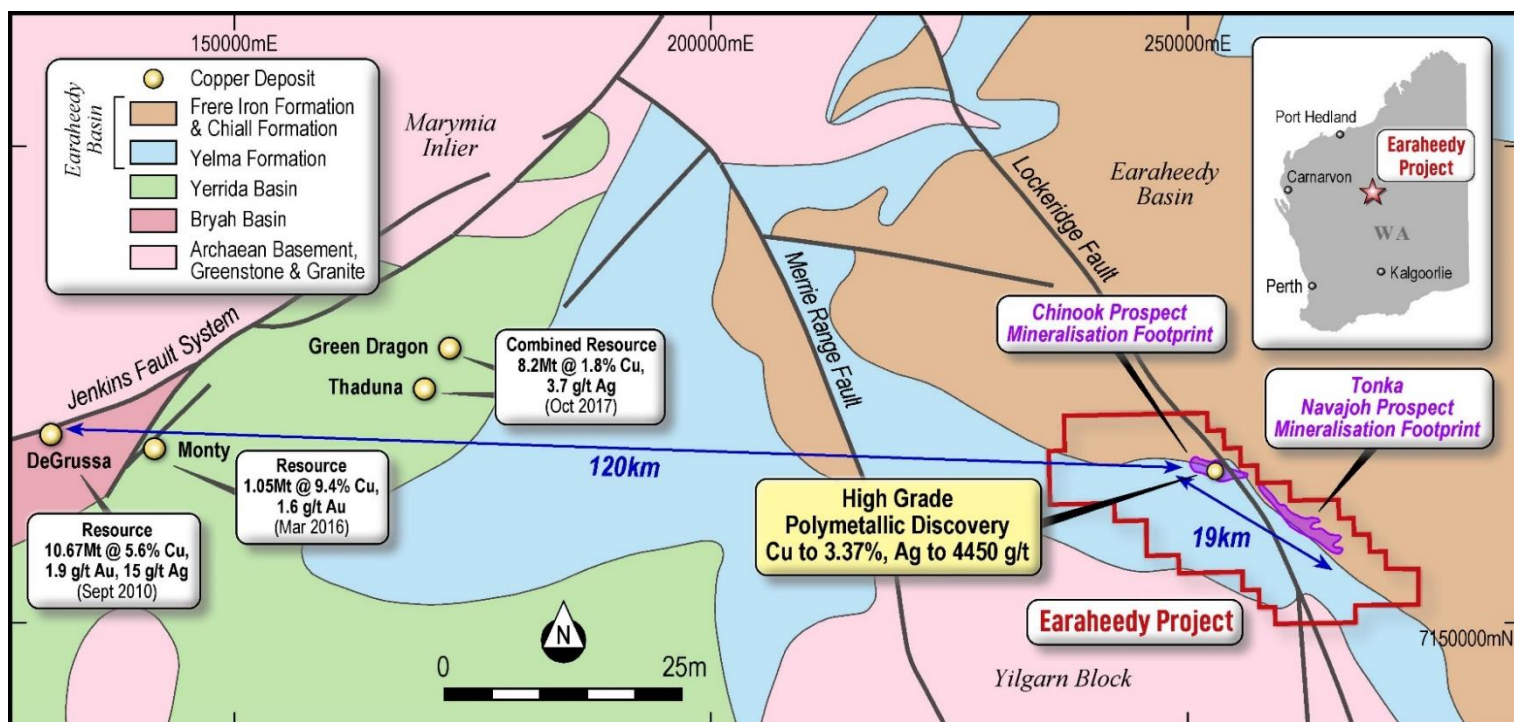 150000mE
200000mE
250000mE
Copper Deposit
Earaheedy
Basin
Frere Iron Formation
& Chiall Formation
Yelma Formation
Yerrida Basin
Bryah Basin
Archaean Basement,
Greenstone & Granite
Marymia
Inlier
Lockeridge Fault
Earaheedy
Basin
Port Hedland
Earaheedy
Project
Carnarvon
WA
Kalgoorlie
Perth
Jenkins Fault System
Merrie Range Fault
Chinook Prospect
Mineralisation Footprint
Green Dragon
Thaduna
Combined Resource
8.2Mt @ 1.8% Cu,
3.7 g/t Ag
(Oct 2017)
Tonka
Navajoh Prospect
Mineralisation Footprint
DeGrussa
Monty
120km
Resource
1.05Mt @ 9.4% Cu,
1.6 g/t Au
(Mar 2016)
High Grade
Polymetallic Discovery
Cu to 3.37%, Ag to 4450 g/t
19km
Resource
10.67Mt @ 5.6% Cu,
1.9 g/t Au, 15 g/t Ag
(Sept 2010)
Earaheedy Project
7150000mN
N
0
25m
Yilgarn Block